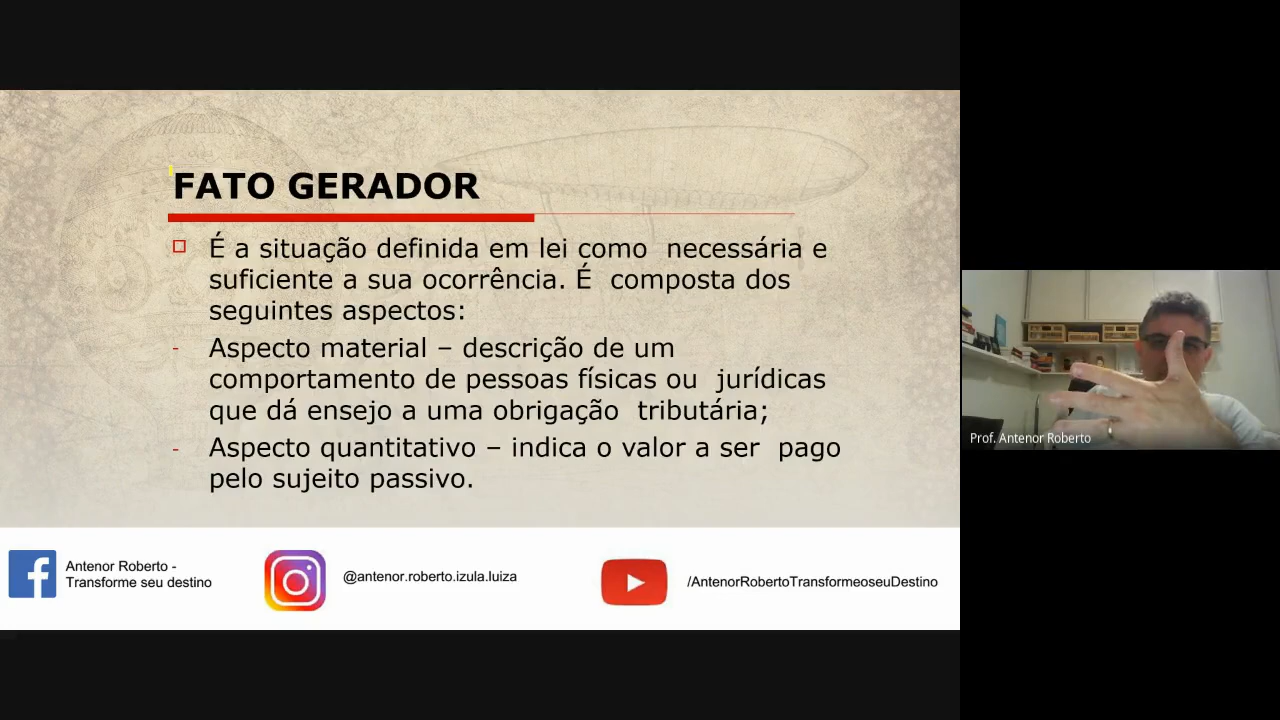 FATO GERADOR
É a situação definida em lei como necessária e
suficiente a sua ocorrência. É composta dos
seguintes aspectos:
- Aspecto material – descrição de um
comportamento de pessoas físicas ou jurídicas
que dá ensejo a uma obrigação tributária;
- Aspecto quantitativo – indica o valor a ser pago
pelo sujeito passivo.
Antenor Roberto -
Transforme seu destino
@antenor.roberto.izula.luiza
/AntenorRobertoTransformeoseuDestino
Prof. Antenor Roberto